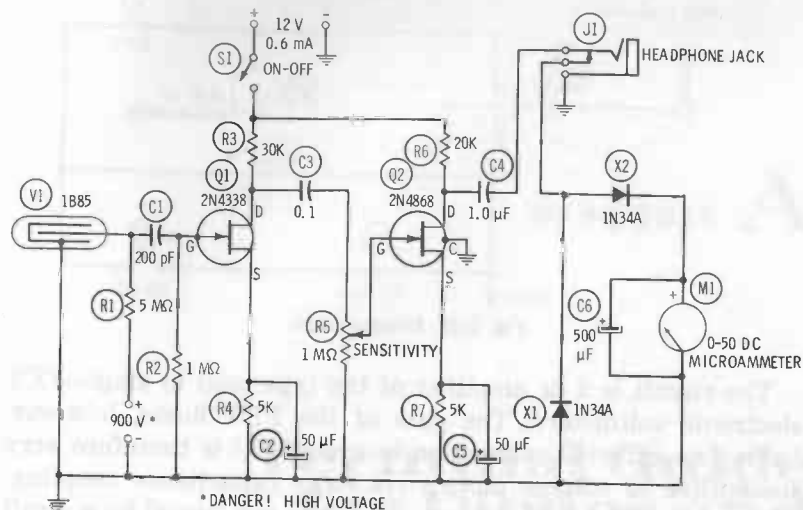 + 12 V -
0.6 mA
S1
ON-OFF
J1
HEADPHONE JACK
R3
30K
R6
20K
Q1
2N4338
C3
0.1
Q2
2N4868
C4
1.0 µF
X2
1N34A
V1
1B85
C1
200 pF
G
D
S
G
D
C
S
R1
5 MΩ
R2
1 MΩ
R5
1 MΩ
SENSITIVITY
C6
+
500
µF
M1
+
0-50 DC
MICROAMMETER
+
900 V *
-
R4
5K
C2
+
50 µF
R7
5K
C5
+
50 µF
X1
1N34A
*DANGER! HIGH VOLTAGE